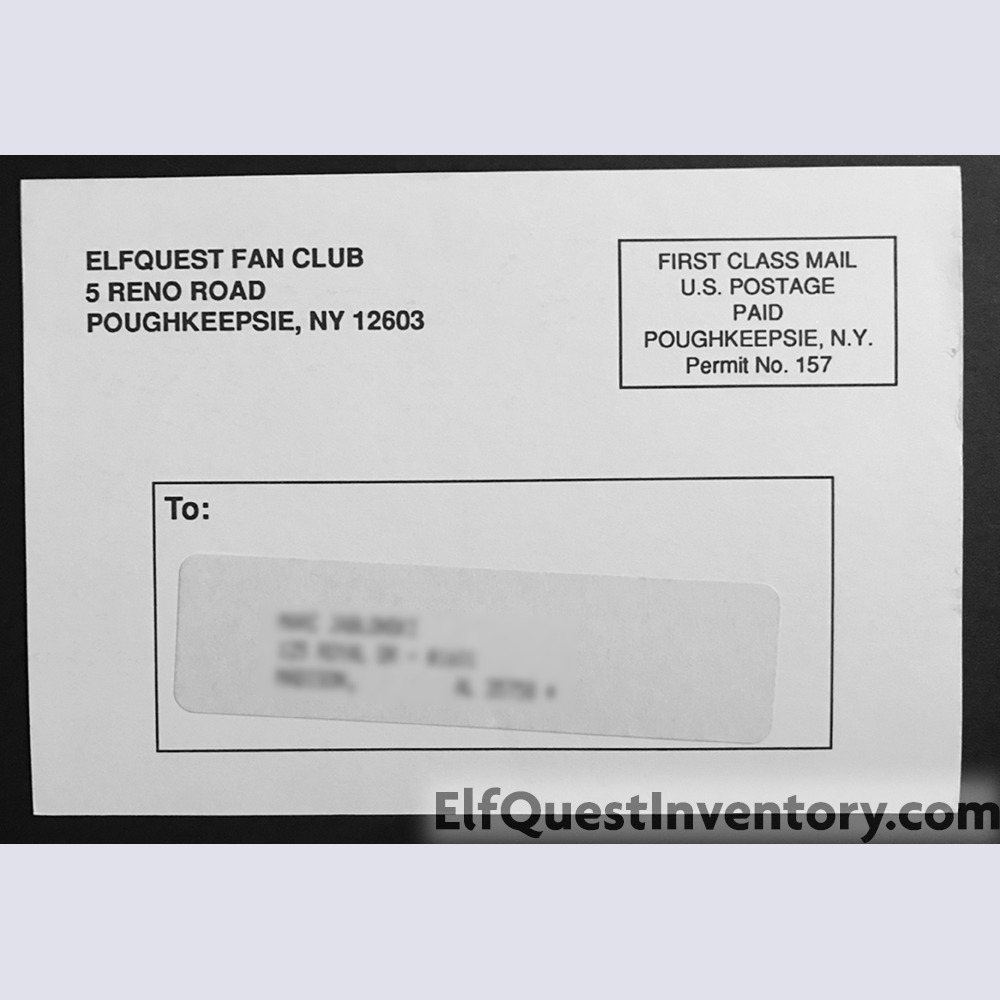 ELFQUEST FAN CLUB
5 RENO ROAD
POUGHKEEPSIE, NY 12603
FIRST CLASS MAIL
U.S. POSTAGE
PAID
POUGHKEEPSIE, N.Y.
Permit No. 157
To:
ElfQuestInventory.com